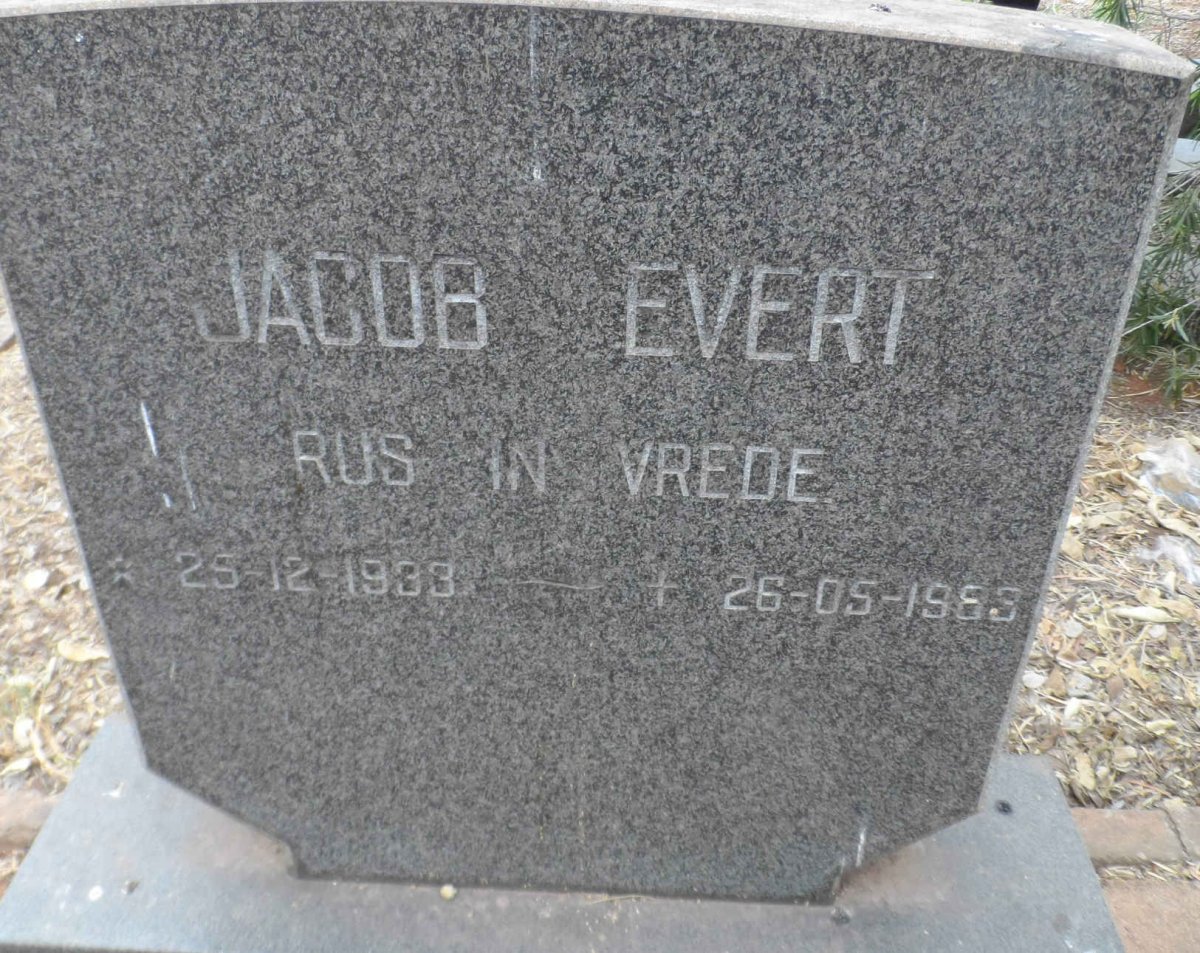 JACOB EVERT
RUS IN VREDE
* 25-12-1933 ~ † 26-05-1983